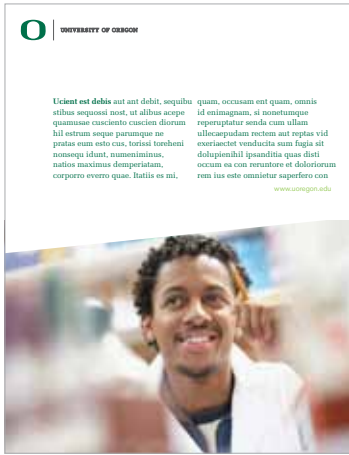 O
UNIVERSITY OF OREGON
Ucient est debis aut ant debit, sequibu
stibus sequossi nost, ut alibus acepe
quamusae cusciento cuscien diorum
hil estrum seque parumque ne
pratas eum esto cus, torissi toreheni
nonsequ idunt, numeniminus,
natios maximus demperiatam,
corporro everro quae. Itatiis es mi,
quam, occusam ent quam, omnis
id enimagnam, si nonetumque
reperuptatur senda cum ullam
ullecaepudam rectem aut reptas vid
exeriaectet venducita sum fugia sit
dolupienihil ipsanditia quas disti
occum ea con reruntore et doloriorum
rem ius este omnietur saperfero con
www.uoregon.edu